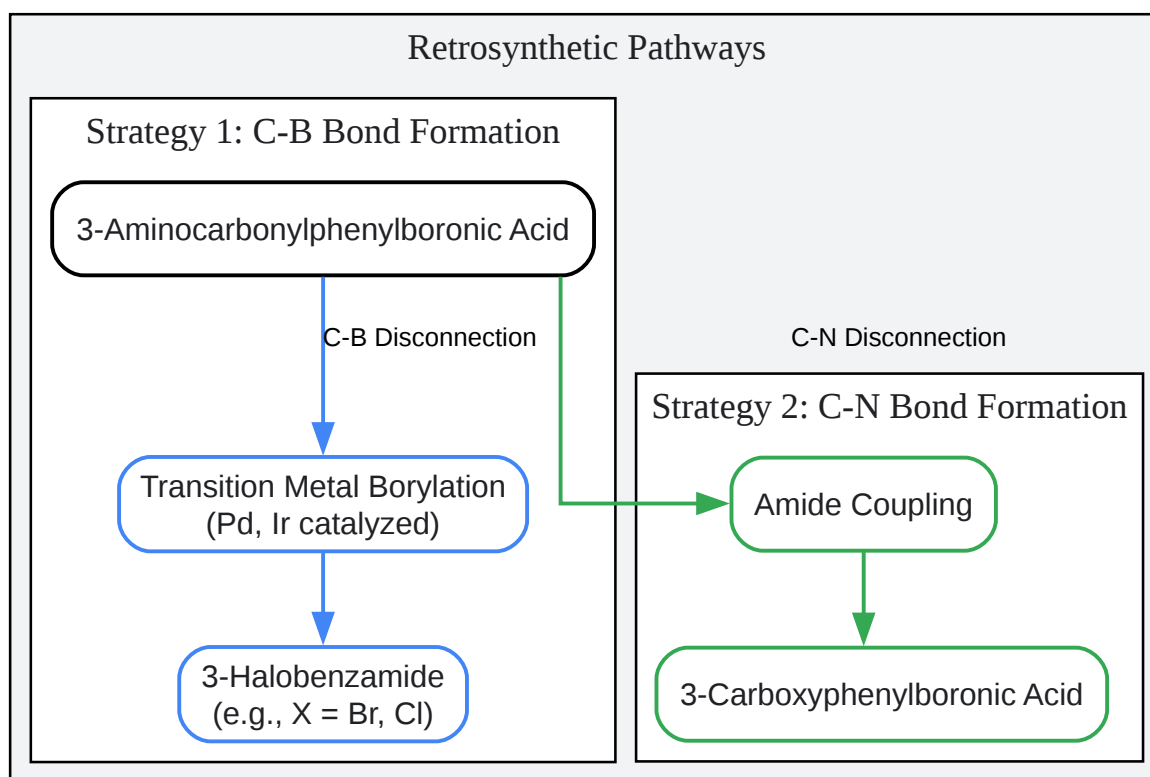 Retrosynthetic Pathways
Strategy 1: C-B Bond Formation
3-Aminocarbonylphenylboronic Acid
C-B Disconnection
C-N Disconnection
Strategy 2: C-N Bond Formation
Transition Metal Borylation
(Pd, Ir catalyzed)
Amide Coupling
3-Halobenzamide
(e.g., X = Br, Cl)
3-Carboxyphenylboronic Acid